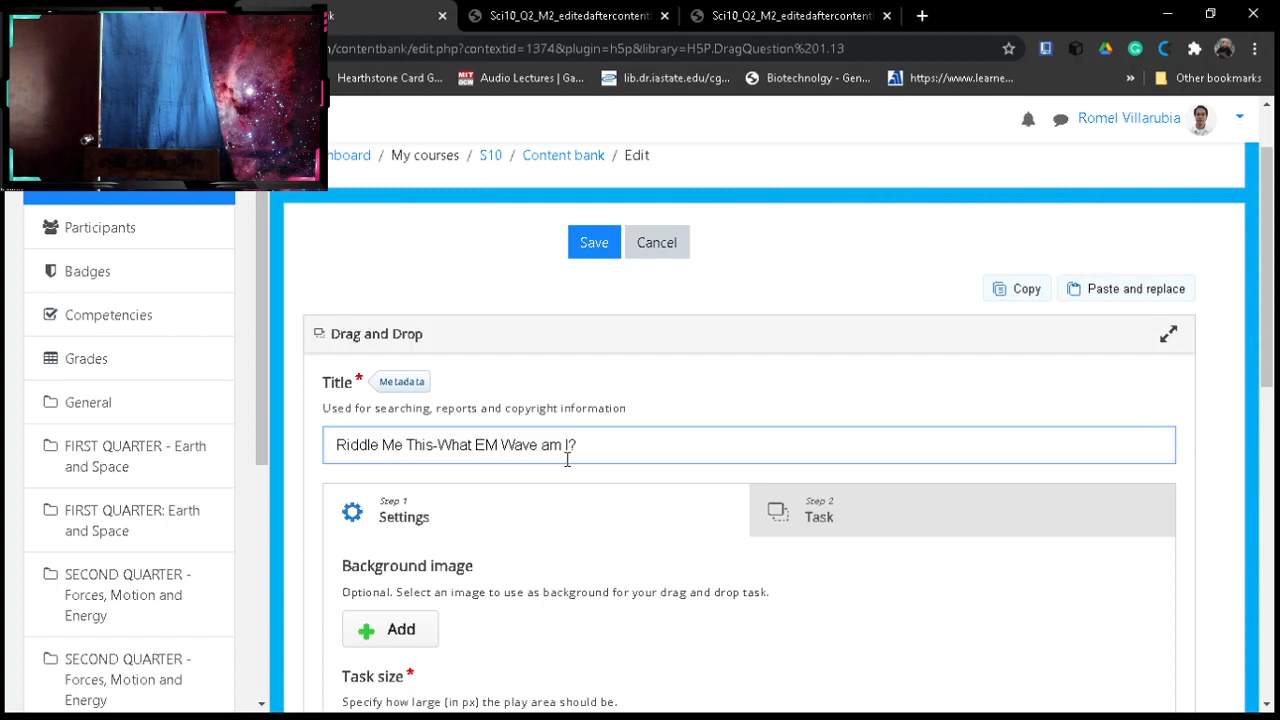 Sci10_ _editedaftercontent
_M2_editedaftercontent
/contentbank/edit.php?contextid=1374&plugin=h5p&library=H5P.DragQuestion%201.13
Hearthstone Card G...
Audio Lectures | Ga...
lib.dr.iastate.edu/cg...
Biotechnolgy - Gen...
https://www.learne...
»
Other bookmarks
Romel Villarubia
nboard / My courses / S10 / Content bank / Edit
Participants
Badges
Competencies
Grades
General
FIRST QUARTER - Earth
and Space
FIRST QUARTER: Earth
and Space
SECOND QUARTER -
Forces, Motion and
Energy
SECOND QUARTER -
Forces, Motion and
Energy
Save
Cancel
Copy
Paste and replace
Drag and Drop
Title *
Metadata
Used for searching, reports and copyright information
Riddle Me This-What EM Wave am I?
Step 1
Settings
Step 2
Task
Background image
Optional. Select an image to use as background for your drag and drop task.
Add
Task size *
Specify how large (in px) the play area should be.